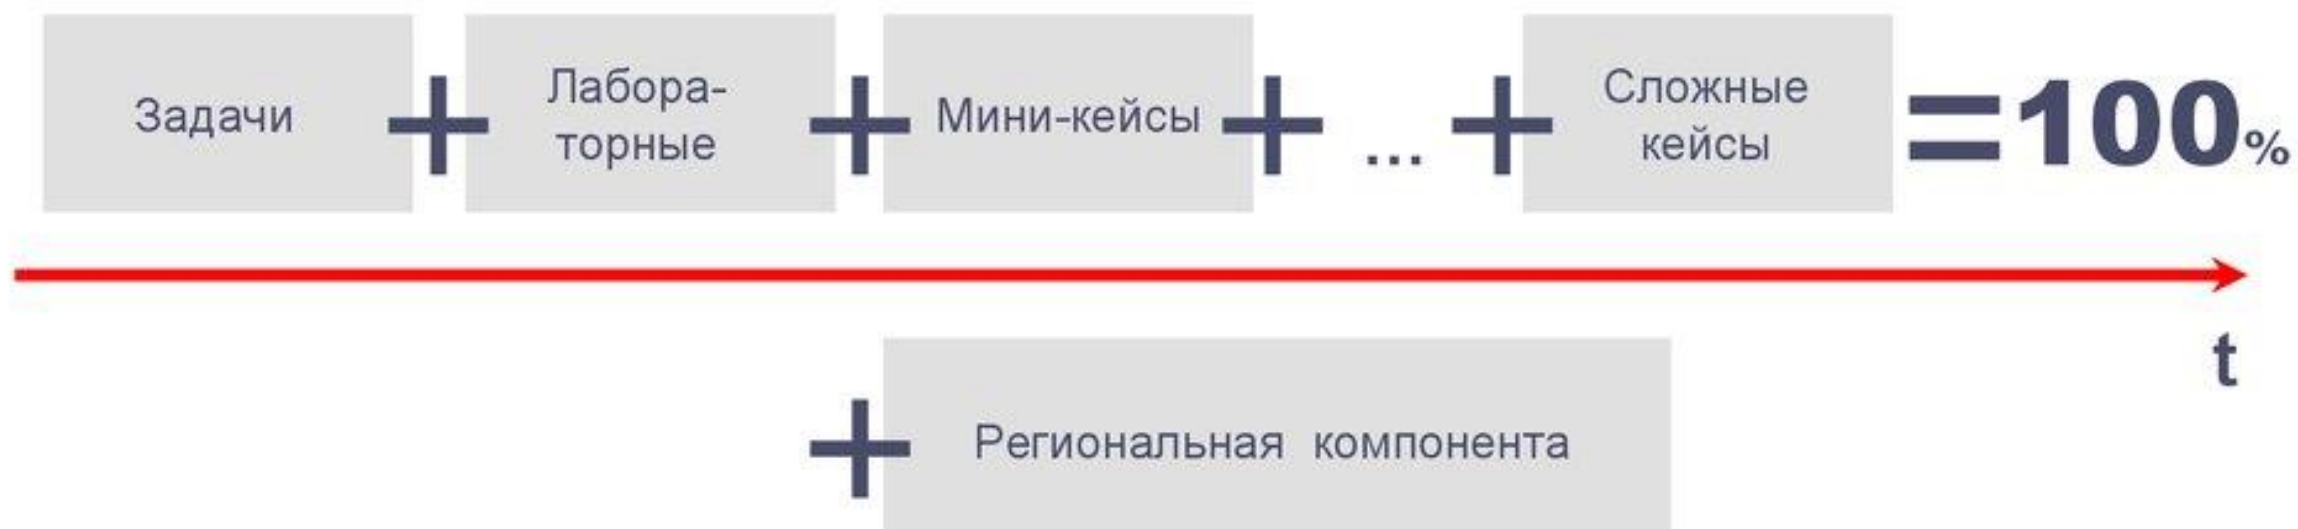 Задачи + Лабора-
торные + Мини-кейсы + ... + Сложные
кейсы =100%
t
+ Региональная компонента